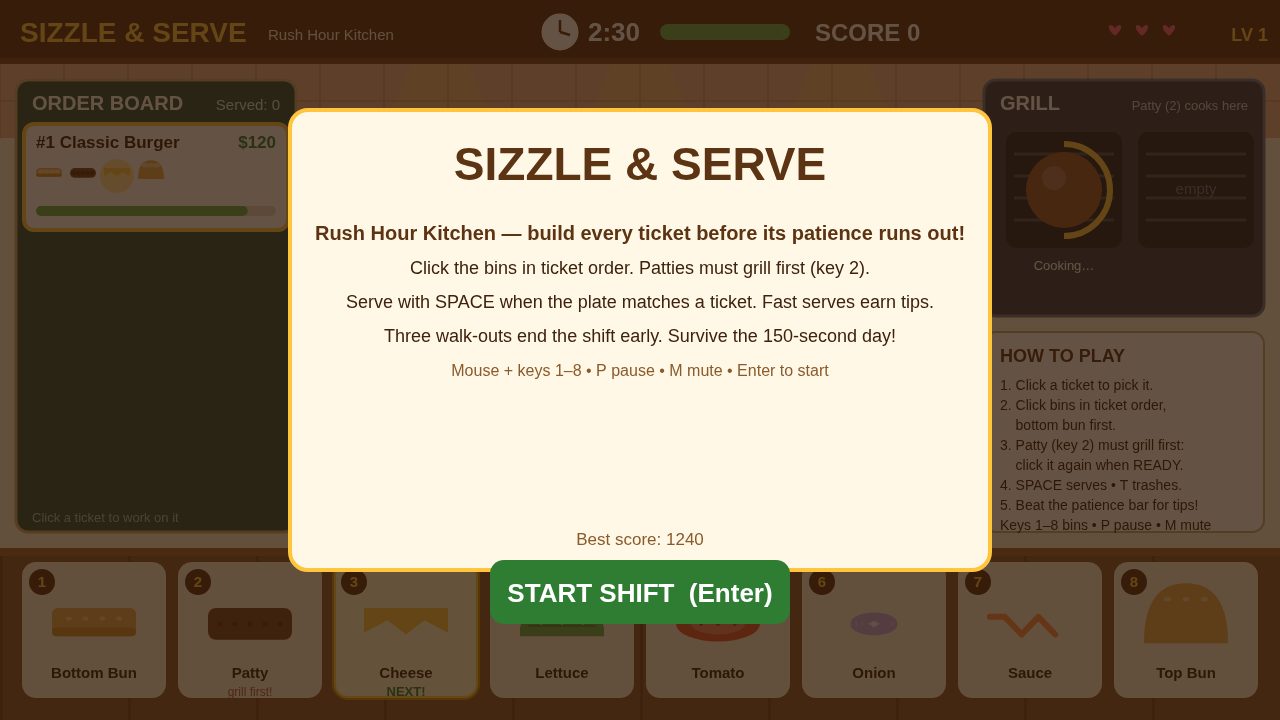 SIZZLE & SERVE
Rush Hour Kitchen
2:30
SCORE 0
LV 1
ORDER BOARD
Served: 0
#1 Classic Burger
$120
Click a ticket to work on it
SIZZLE & SERVE
Rush Hour Kitchen — build every ticket before its patience runs out!
Click the bins in ticket order. Patties must grill first (key 2).
Serve with SPACE when the plate matches a ticket. Fast serves earn tips.
Three walk-outs end the shift early. Survive the 150-second day!
Mouse + keys 1–8 • P pause • M mute • Enter to start
Best score: 1240
START SHIFT (Enter)
GRILL
Patty (2) cooks here
empty
Cooking…
HOW TO PLAY
1. Click a ticket to pick it.
2. Click bins in ticket order,
bottom bun first.
3. Patty (key 2) must grill first:
click it again when READY.
4. SPACE serves • T trashes.
5. Beat the patience bar for tips!
Keys 1–8 bins • P pause • M mute
1
Bottom Bun
2
Patty
grill first!
3
Cheese
NEXT!
Lettuce
Tomato
6
Onion
7
Sauce
8
Top Bun